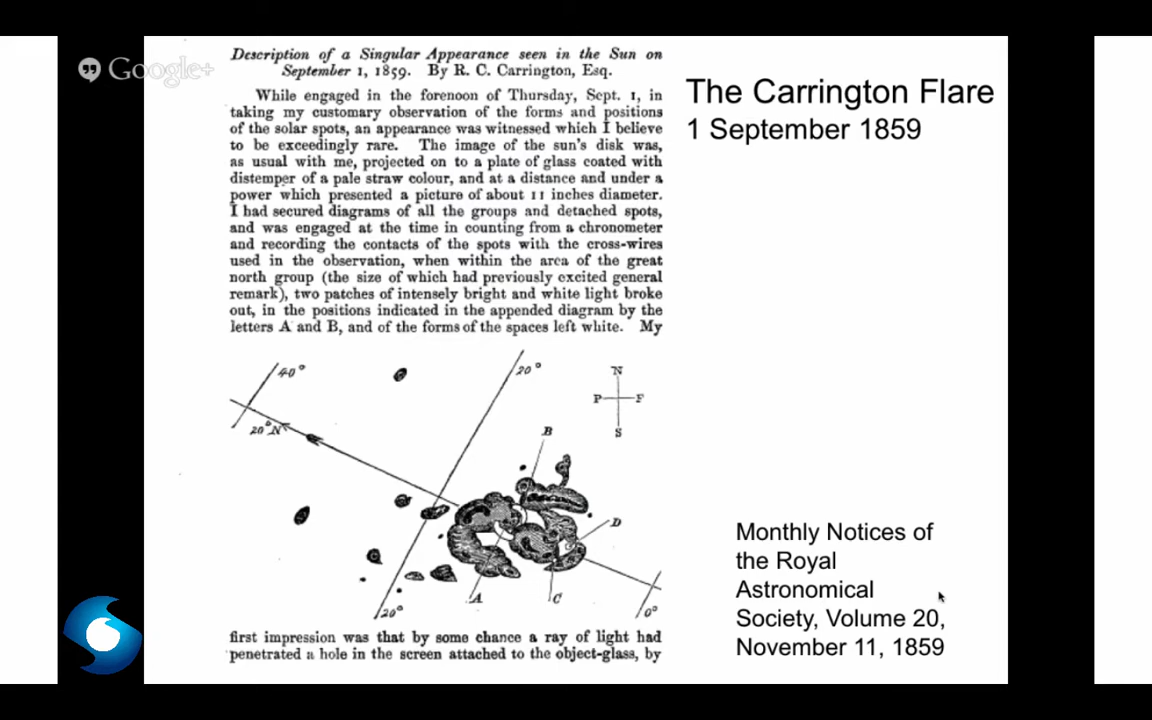 Google+
Description of a Singular Appearance seen in the Sun on
September 1, 1859. By R. C. Carrington, Esq.
While engaged in the forenoon of Thursday, Sept. 1, in
taking my customary observation of the forms and positions
of the solar spots, an appearance was witnessed which I believe
to be exceedingly rare. The image of the sun's disk was,
as usual with me, projected on to a plate of glass coated with
distemper of a pale straw colour, and at a distance and under a
power which presented a picture of about 11 inches diameter.
I had secured diagrams of all the groups and detached spots,
and was engaged at the time in counting from a chronometer
and recording the contacts of the spots with the cross-wires
used in the observation, when within the area of the great
north group (the size of which had previously excited general
remark), two patches of intensely bright and white light broke
out, in the positions indicated in the appended diagram by the
letters A and B, and of the forms of the spaces left white. My
40°
20°
N
P F
S
20°N
B
D
A
C
20°
0°
first impression was that by some chance a ray of light had
penetrated a hole in the screen attached to the object-glass, by
The Carrington Flare
1 September 1859
Monthly Notices of
the Royal
Astronomical
Society, Volume 20,
November 11, 1859